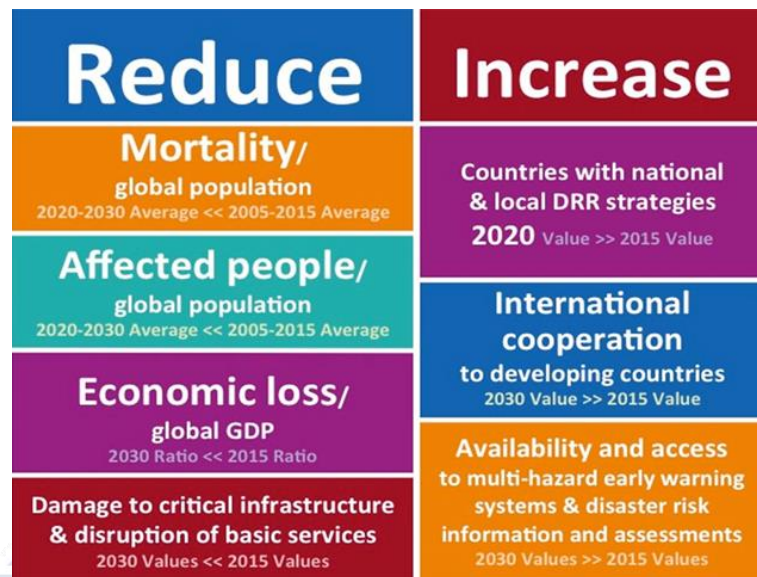 Reduce
Mortality/
global population
2020-2030 Average << 2005-2015 Average
Affected people/
global population
2020-2030 Average << 2005-2015 Average
Economic loss/
global GDP
2030 Ratio << 2015 Ratio
Damage to critical infrastructure
& disruption of basic services
2030 Values << 2015 Values
Increase
Countries with national
& local DRR strategies
2020 Value >> 2015 Value
International
cooperation
to developing countries
2030 Value >> 2015 Value
Availability and access
to multi-hazard early warning
systems & disaster risk
information and assessments
2030 Values >> 2015 Values